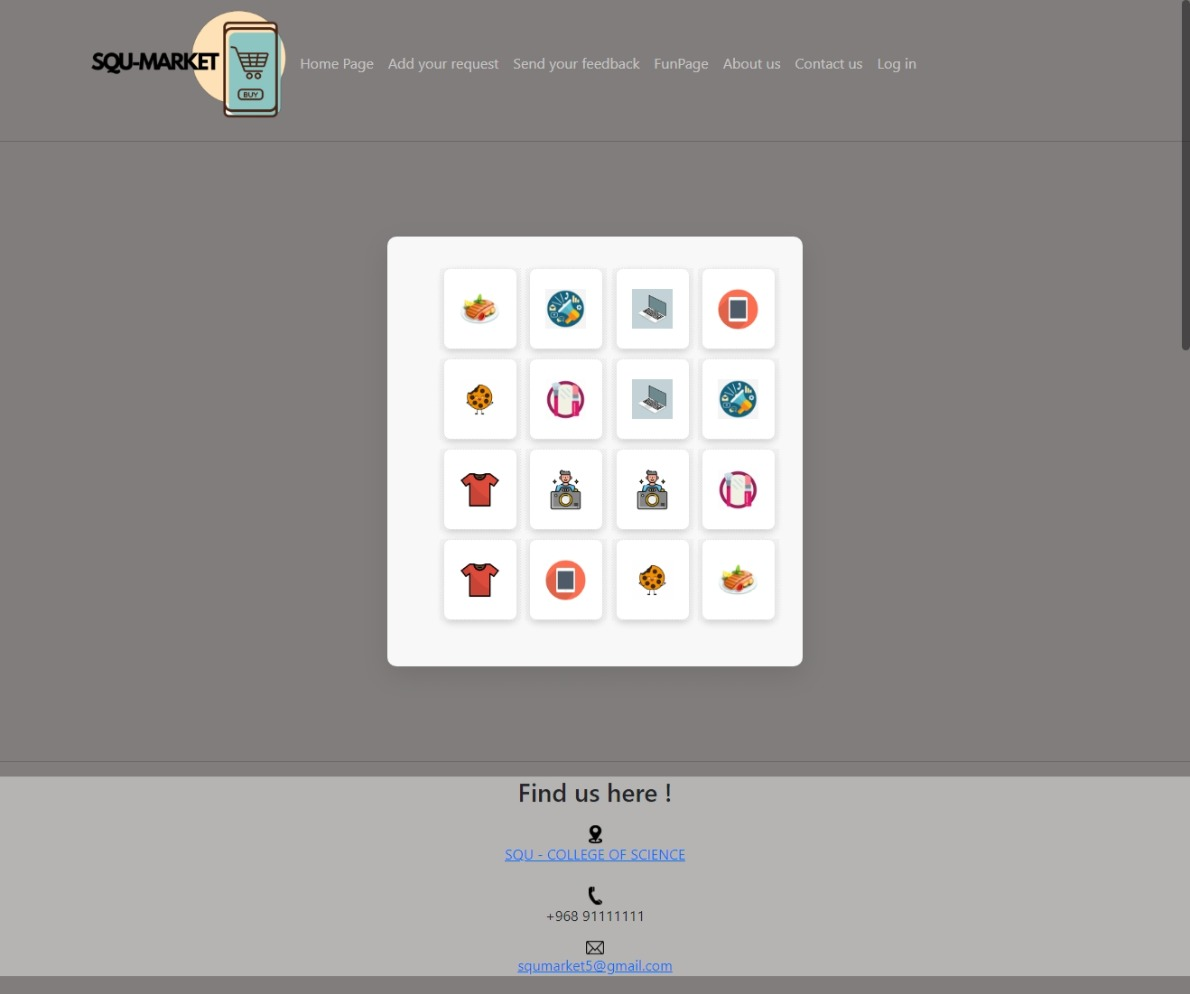 SQU-MARKET
BUY
Home Page Add your request Send your feedback FunPage About us Contact us Log in
Find us here !
SQU - COLLEGE OF SCIENCE
+968 91111111
squmarket5@gmail.com